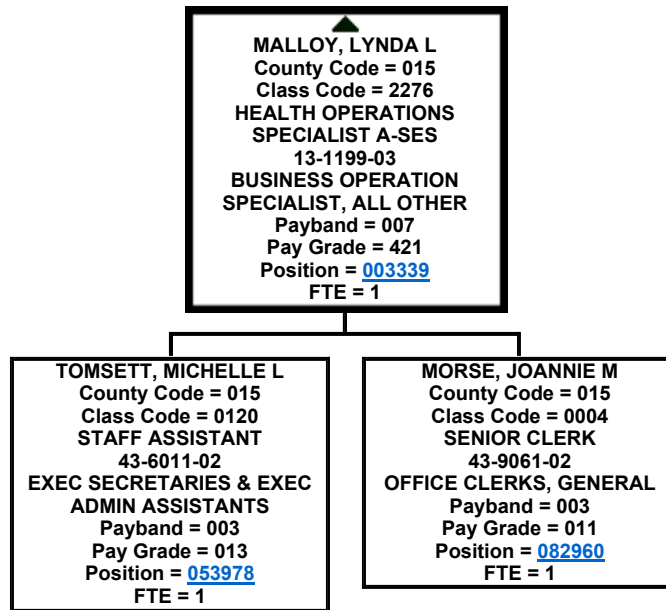 MALLOY, LYNDA L
County Code = 015
Class Code = 2276
HEALTH OPERATIONS
SPECIALIST A-SES
13-1199-03
BUSINESS OPERATION
SPECIALIST, ALL OTHER
Payband = 007
Pay Grade = 421
Position = 003339
FTE = 1
TOMSETT, MICHELLE L
County Code = 015
Class Code = 0120
STAFF ASSISTANT
43-6011-02
EXEC SECRETARIES & EXEC
ADMIN ASSISTANTS
Payband = 003
Pay Grade = 013
Position = 053978
FTE = 1
MORSE, JOANNIE M
County Code = 015
Class Code = 0004
SENIOR CLERK
43-9061-02
OFFICE CLERKS, GENERAL
Payband = 003
Pay Grade = 011
Position = 082960
FTE = 1